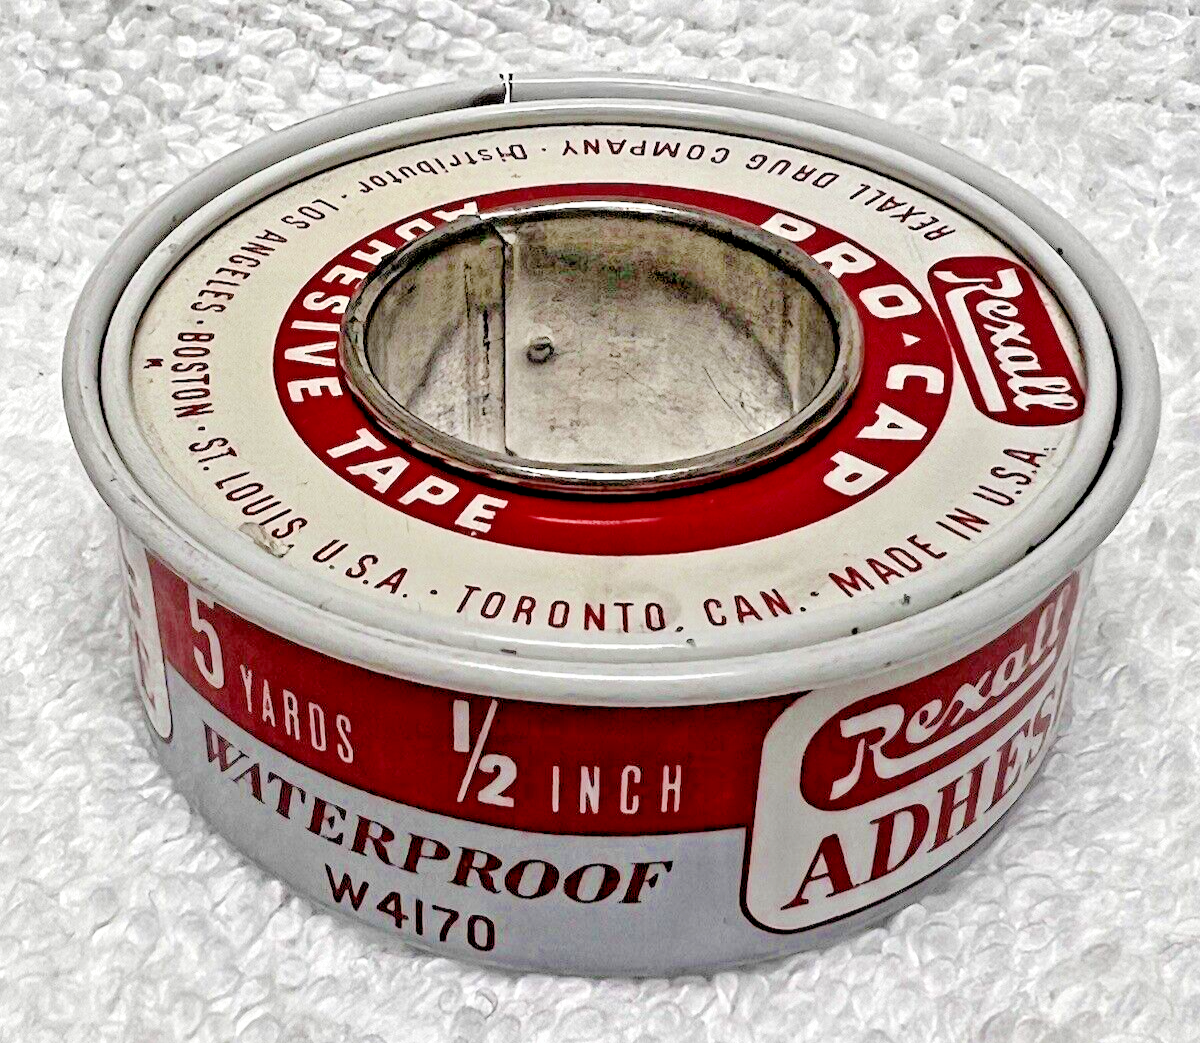 REXALL DRUG COMPANY · Distributor · LOS ANGELES · BOSTON · ST. LOUIS, U.S.A. · TORONTO, CAN. · MADE IN U.S.A.
Rexall
PRO·CAP
ADHESIVE TAPE
5 YARDS ½ INCH
WATERPROOF
W4170
Rexall
ADHES